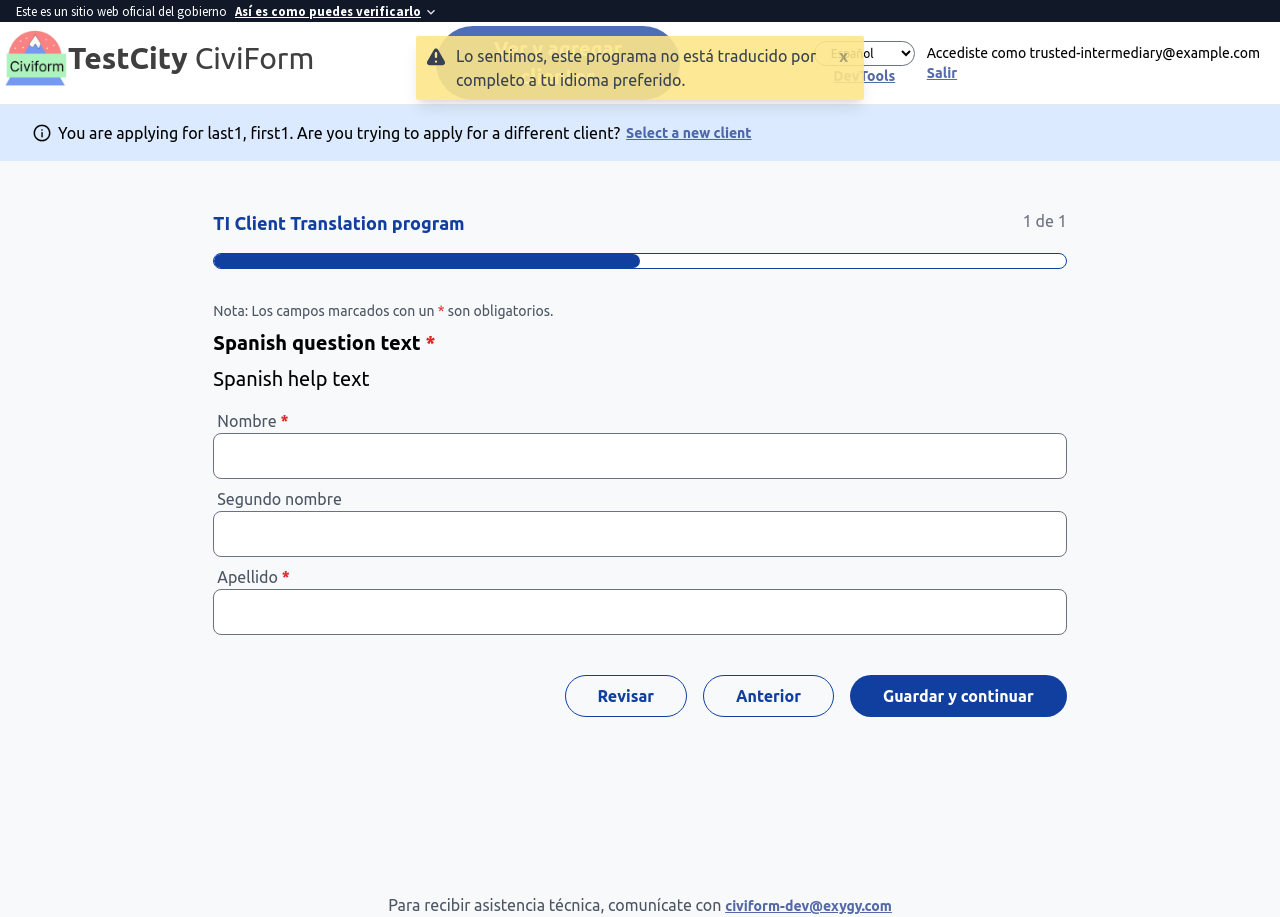 Este es un sitio web oficial del gobierno Así es como puedes verificarlo
Civiform
TestCity CiviForm
Lo sentimos, este programa no está traducido por completo a tu idioma preferido.
x
Español
DevTools
Accediste como trusted-intermediary@example.com
Salir
You are applying for last1, first1. Are you trying to apply for a different client? Select a new client
TI Client Translation program
1 de 1
Nota: Los campos marcados con un * son obligatorios.
Spanish question text *
Spanish help text
Nombre *
Segundo nombre
Apellido *
Revisar
Anterior
Guardar y continuar
Para recibir asistencia técnica, comunícate con civiform-dev@exygy.com